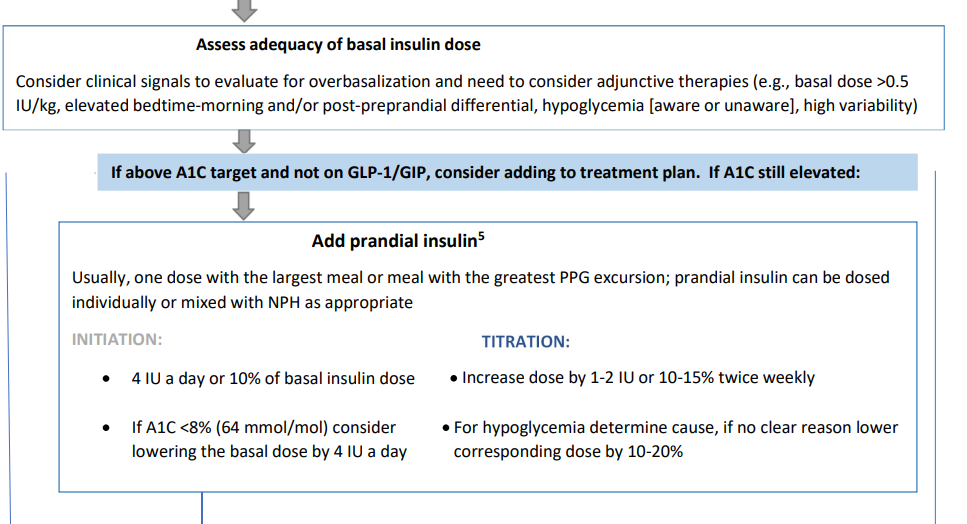 Assess adequacy of basal insulin dose
Consider clinical signals to evaluate for overbasalization and need to consider adjunctive therapies (e.g., basal dose >0.5
IU/kg, elevated bedtime-morning and/or post-preprandial differential, hypoglycemia [aware or unaware], high variability)
If above A1C target and not on GLP-1/GIP, consider adding to treatment plan. If A1C still elevated:
Add prandial insulin5
Usually, one dose with the largest meal or meal with the greatest PPG excursion; prandial insulin can be dosed
individually or mixed with NPH as appropriate
INITIATION:
• 4 IU a day or 10% of basal insulin dose
• If A1C <8% (64 mmol/mol) consider
lowering the basal dose by 4 IU a day
TITRATION:
• Increase dose by 1-2 IU or 10-15% twice weekly
• For hypoglycemia determine cause, if no clear reason lower
corresponding dose by 10-20%